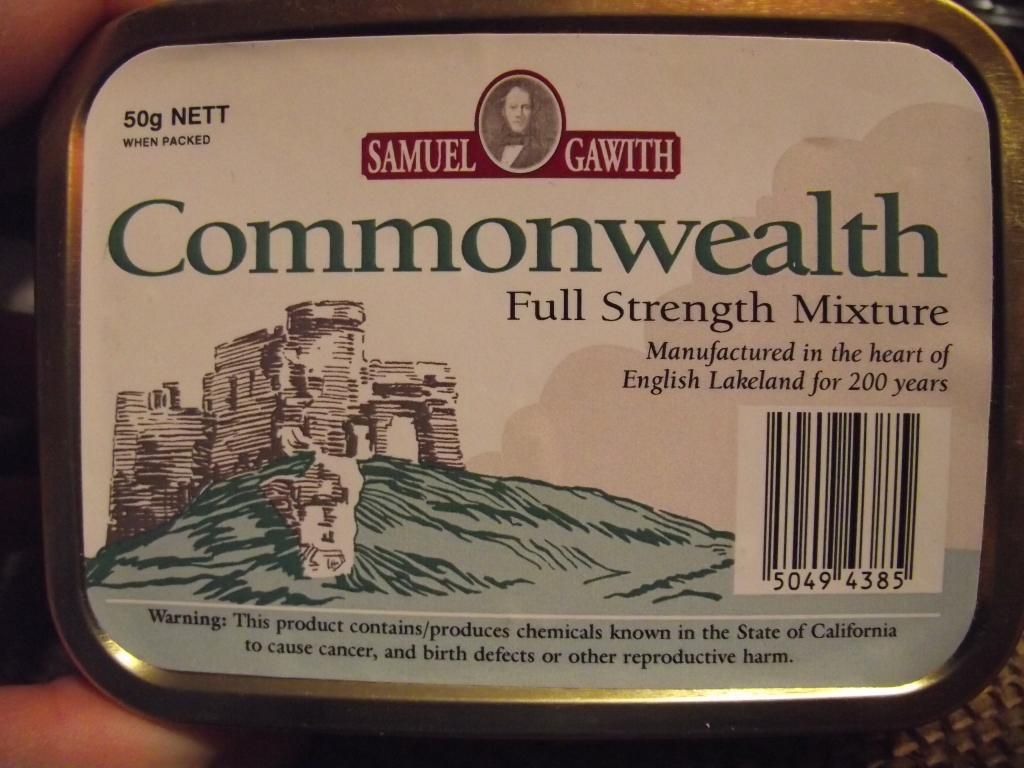 50g NETT
WHEN PACKED
SAMUEL GAWITH
Commonwealth
Full Strength Mixture
Manufactured in the heart of
English Lakeland for 200 years
5049 4385
Warning: This product contains/produces chemicals known in the State of California
to cause cancer, and birth defects or other reproductive harm.